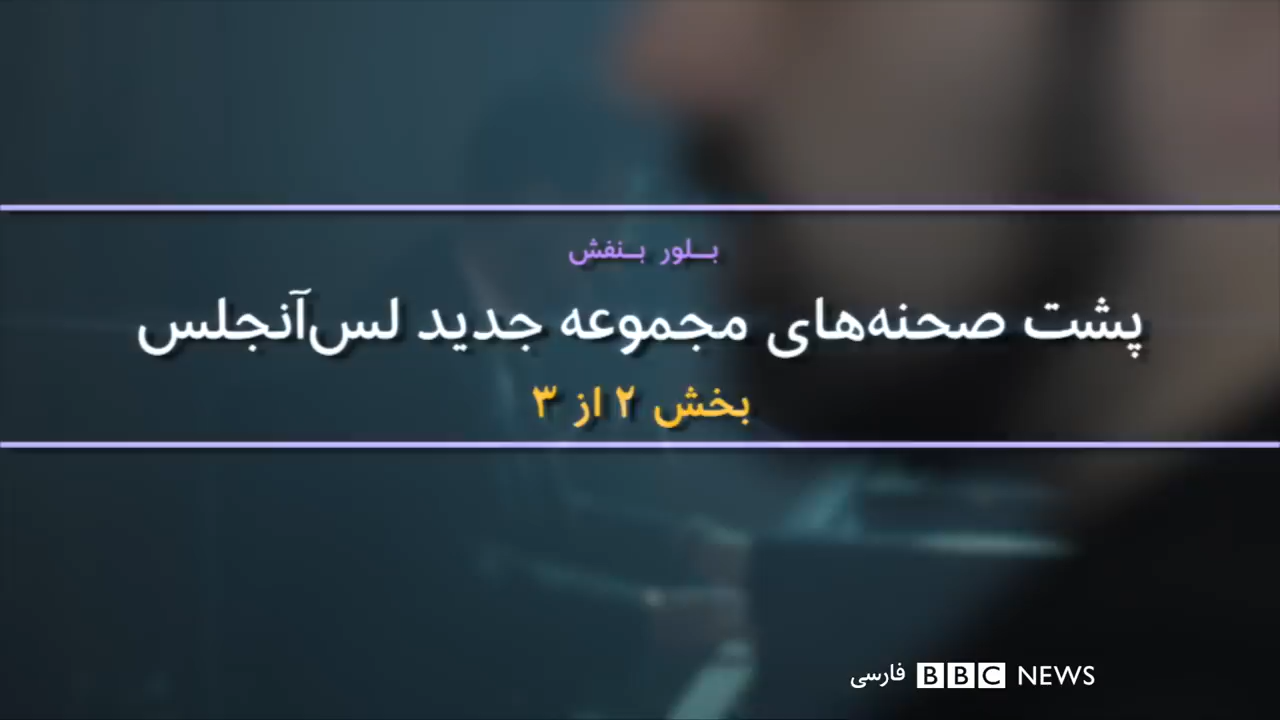 بلور بنفش
پشت صحنه‌های مجموعه جدید لس‌آنجلس
بخش ۲ از ۳
BBC NEWS فارسی